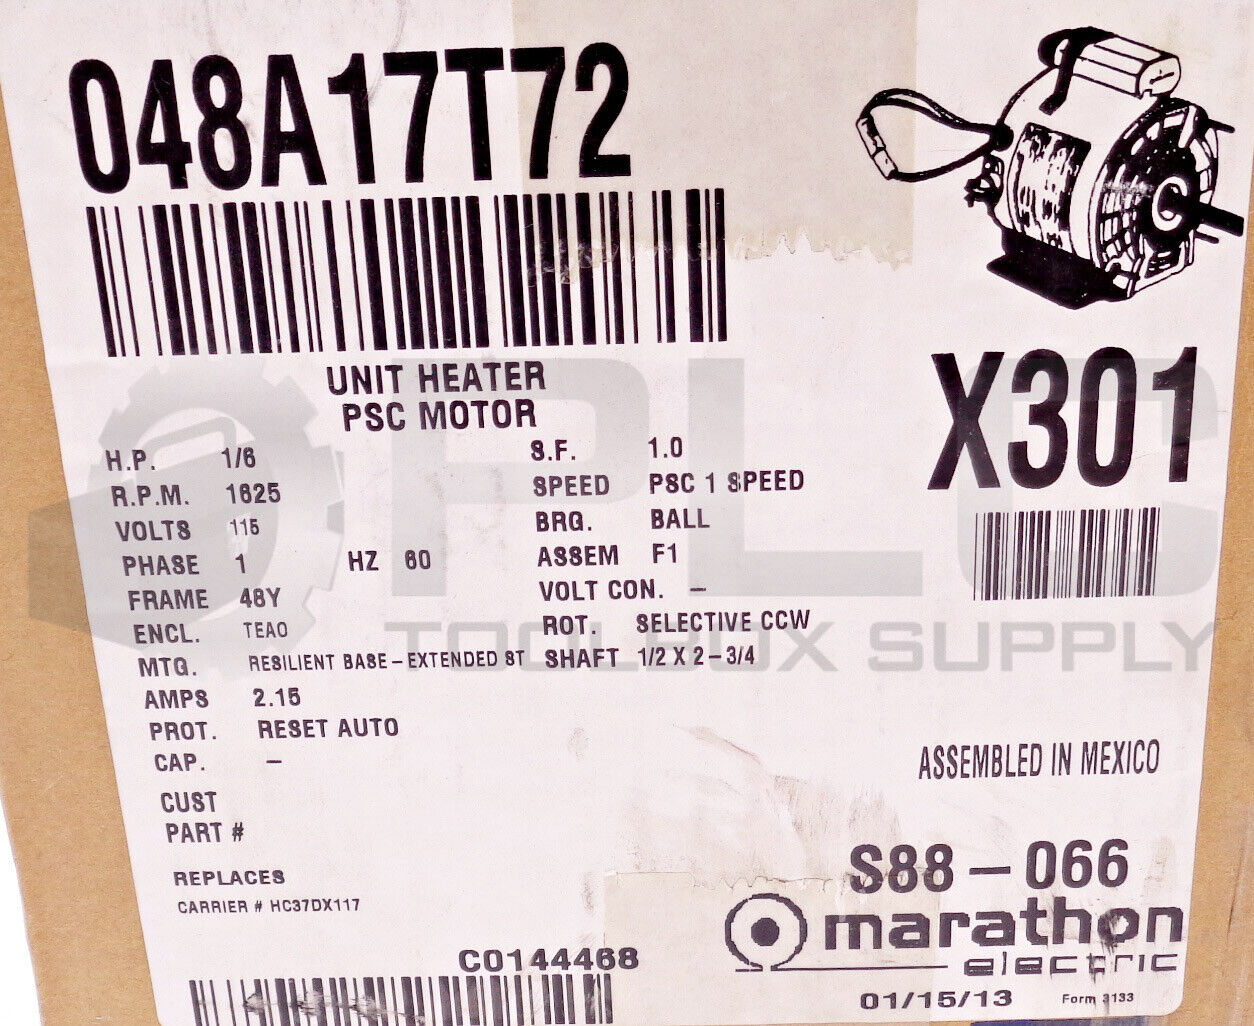 048A17T72
UNIT HEATER
PSC MOTOR
X301
H.P. 1/6
R.P.M. 1625
VOLTS 115
PHASE 1 HZ 60
FRAME 48Y
ENCL. TEAO
MTG. RESILIENT BASE-EXTENDED ST
AMPS 2.15
PROT. RESET AUTO
CAP. -
CUST
PART #
S.F. 1.0
SPEED PSC 1 SPEED
BRG. BALL
ASSEM F1
VOLT CON. -
ROT. SELECTIVE CCW
SHAFT 1/2 X 2-3/4
REPLACES
CARRIER # HC37DX117
C0144468
ASSEMBLED IN MEXICO
S88-066
marathon
electric
01/15/13 Form 3133
PLC
TOOLBOX SUPPLY